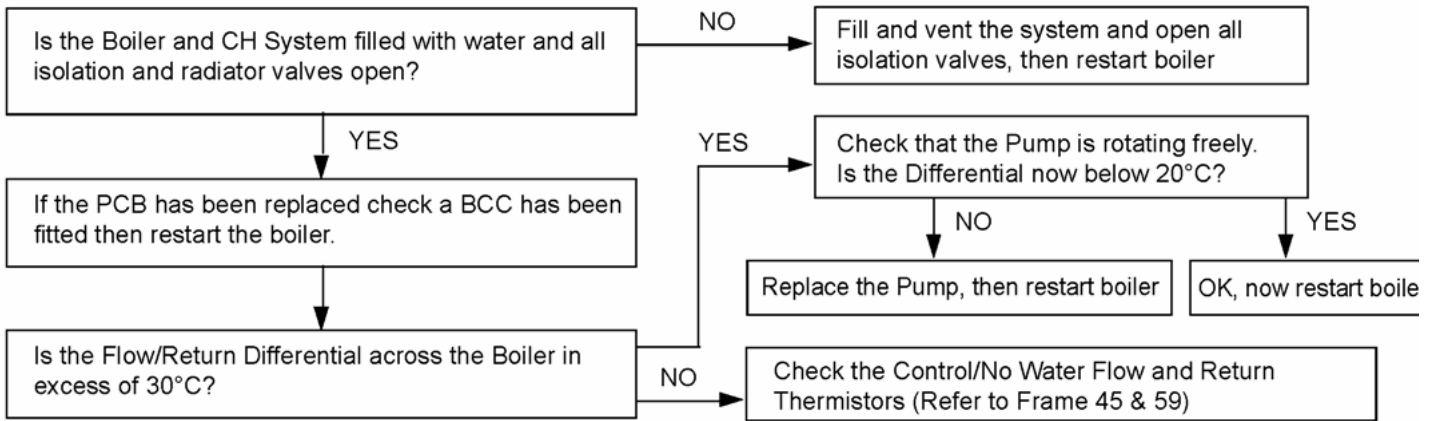 Is the Boiler and CH System filled with water and all
isolation and radiator valves open?
NO
Fill and vent the system and open all
isolation valves, then restart boiler
YES
If the PCB has been replaced check a BCC has been
fitted then restart the boiler.
Is the Flow/Return Differential across the Boiler in
excess of 30°C?
YES
Check that the Pump is rotating freely.
Is the Differential now below 20°C?
NO
Replace the Pump, then restart boiler
YES
OK, now restart boile
NO
Check the Control/No Water Flow and Return
Thermistors (Refer to Frame 45 & 59)